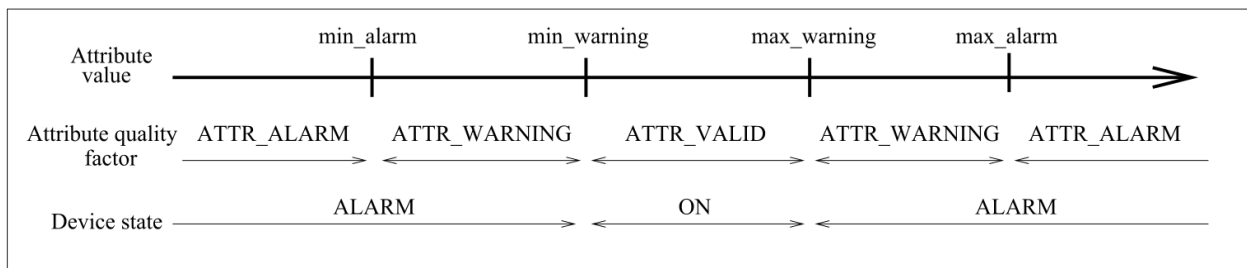 min_alarm min_warning max_warning max_alarm
Attribute
value
Attribute quality
factor
ATTR_ALARM ATTR_WARNING ATTR_VALID ATTR_WARNING ATTR_ALARM
Device state
ALARM ON ALARM